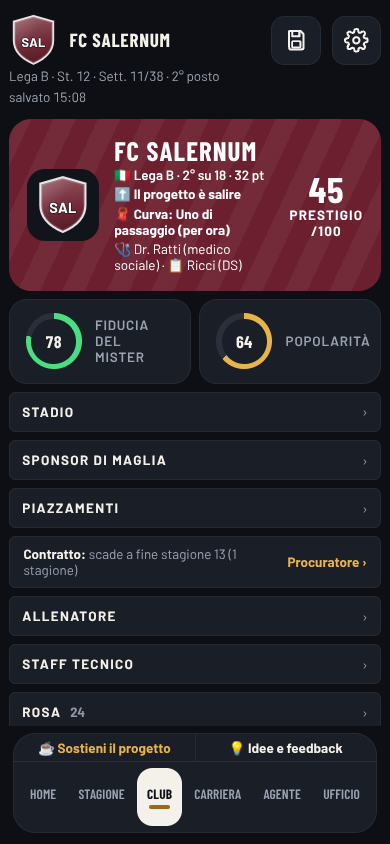 SAL
FC SALERNUM
Lega B · St. 12 · Sett. 11/38 · 2° posto
salvato 15:08
FC SALERNUM
🇮🇹 Lega B · 2° su 18 · 32 pt
⬆️ Il progetto è salire
🧣 Curva: Uno di
passaggio (per ora)
🩺 Dr. Ratti (medico
sociale) · 📋 Ricci (DS)
SAL
45
PRESTIGIO
/100
78
FIDUCIA
DEL
MISTER
64
POPOLARITÀ
STADIO ›
SPONSOR DI MAGLIA ›
PIAZZAMENTI ›
Contratto: scade a fine stagione 13 (1
stagione)
Procuratore ›
ALLENATORE ›
STAFF TECNICO ›
ROSA 24 ›
☕ Sostieni il progetto
💡 Idee e feedback
HOME STAGIONE CLUB CARRIERA AGENTE UFFICIO